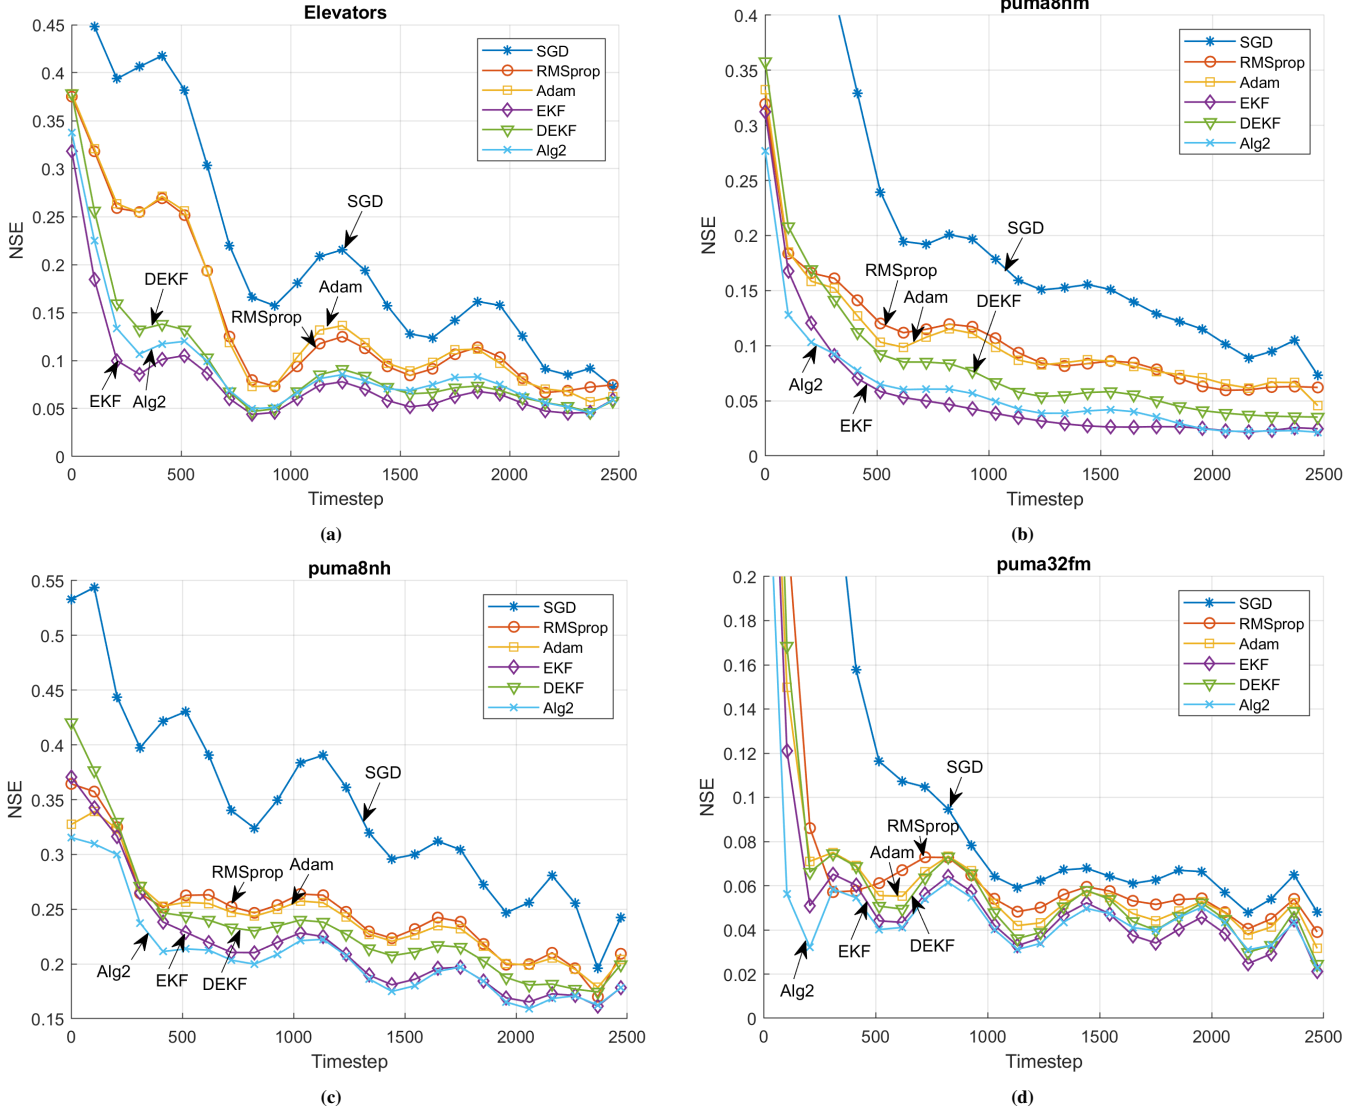 Elevators
0.45
0.4
0.35
0.3
0.25
0.2
0.15
0.1
0.05
0
NSE
0
500
1000
1500
2000
2500
Timestep
SGD
RMSprop
Adam
EKF
DEKF
Alg2
SGD
Adam
RMSprop
DEKF
EKF
Alg2
(a)
puma8nm
0.4
0.35
0.3
0.25
0.2
0.15
0.1
0.05
0
NSE
0
500
1000
1500
2000
2500
Timestep
SGD
RMSprop
Adam
EKF
DEKF
Alg2
SGD
RMSprop
Adam
DEKF
Alg2
EKF
(b)
puma8nh
0.55
0.5
0.45
0.4
0.35
0.3
0.25
0.2
0.15
NSE
0
500
1000
1500
2000
2500
Timestep
SGD
RMSprop
Adam
EKF
DEKF
Alg2
SGD
RMSprop
Adam
Alg2
EKF
DEKF
(c)
puma32fm
0.2
0.18
0.16
0.14
0.12
0.1
0.08
0.06
0.04
0.02
0
NSE
0
500
1000
1500
2000
2500
Timestep
SGD
RMSprop
Adam
EKF
DEKF
Alg2
SGD
RMSprop
Adam
EKF
DEKF
Alg2
(d)